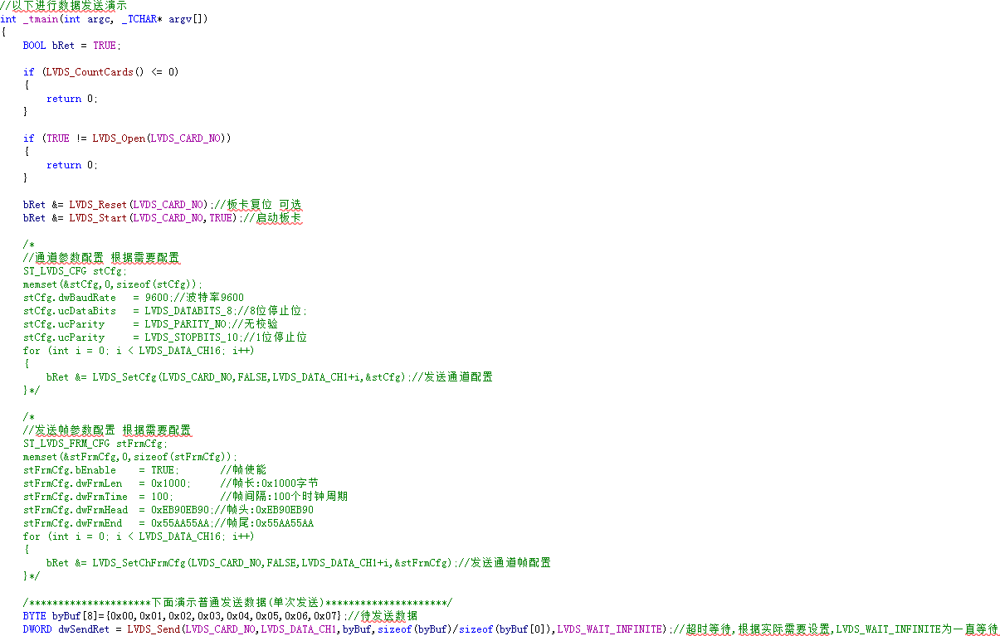 //以下进行数据发送演示
int _tmain(int argc, _TCHAR* argv[])
{
BOOL bRet = TRUE;
if (LVDS_CountCards() <= 0)
{
return 0;
}
if (TRUE != LVDS_Open(LVDS_CARD_NO))
{
return 0;
}
bRet &= LVDS_Reset(LVDS_CARD_NO);//板卡复位 可选
bRet &= LVDS_Start(LVDS_CARD_NO,TRUE);//启动板卡
/*
//通道参数配置 根据需要配置
ST_LVDS_CFG stCfg;
memset(&stCfg,0,sizeof(stCfg));
stCfg.dwBaudRate = 9600;//波特率9600
stCfg.ucDataBits = LVDS_DATABITS_8;//8位停止位;
stCfg.ucParity = LVDS_PARITY_NO;//无校验
stCfg.ucParity = LVDS_STOPBITS_10;//1位停止位
for (int i = 0; i < LVDS_DATA_CH16; i++)
{
bRet &= LVDS_SetCfg(LVDS_CARD_NO,FALSE,LVDS_DATA_CH1+i,&stCfg);//发送通道配置
}*/
/*
//发送帧参数配置 根据需要配置
ST_LVDS_FRM_CFG stFrmCfg;
memset(&stFrmCfg,0,sizeof(stFrmCfg));
stFrmCfg.bEnable = TRUE; //帧使能
stFrmCfg.dwFrmLen = 0x1000; //帧长:0x1000字节
stFrmCfg.dwFrmTime = 100; //帧间隔:100个时钟周期
stFrmCfg.dwFrmHead = 0xEB90EB90;//帧头:0xEB90EB90
stFrmCfg.dwFrmEnd = 0x55AA55AA;//帧尾:0x55AA55AA
for (int i = 0; i < LVDS_DATA_CH16; i++)
{
bRet &= LVDS_SetChFrmCfg(LVDS_CARD_NO,FALSE,LVDS_DATA_CH1+i,&stFrmCfg);//发送通道帧配置
}*/
/*********************下面演示普通发送数据(单次发送)*********************/
BYTE byBuf[8]={0x00,0x01,0x02,0x03,0x04,0x05,0x06,0x07};//待发送数据
DWORD dwSendRet = LVDS_Send(LVDS_CARD_NO,LVDS_DATA_CH1,byBuf,sizeof(byBuf)/sizeof(byBuf[0]),LVDS_WAIT_INFINITE);//超时等待,根据实际需要设置,LVDS_WAIT_INFINITE为一直等待